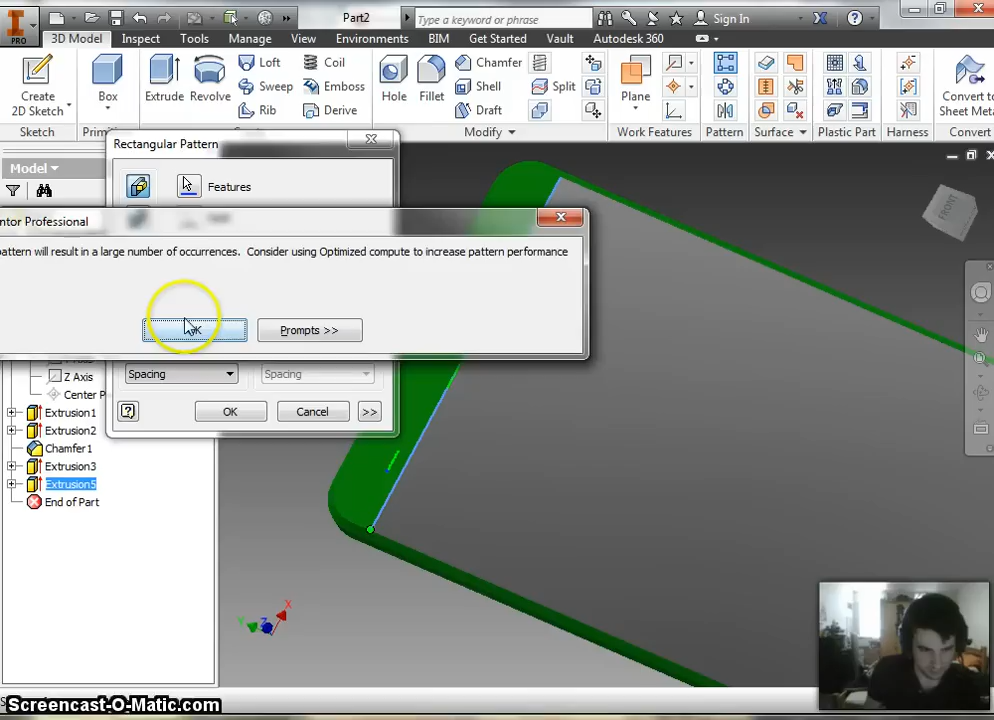 Part2
Type a keyword or phrase
Sign In
PRO
3D Model
Inspect
Tools
Manage
View
Environments
BIM
Get Started
Vault
Autodesk 360
Create
2D Sketch
Box
Extrude
Revolve
Loft
Sweep
Rib
Coil
Emboss
Derive
Hole
Fillet
Chamfer
Shell
Draft
Split
Plane
Convert to
Sheet Meta
Sketch
Primiti
Modify
Work Features
Pattern
Surface
Plastic Part
Harness
Convert
Model
Rectangular Pattern
Features
ntor Professional
pattern will result in a large number of occurrences. Consider using Optimized compute to increase pattern performance
OK
Prompts >>
Spacing
Spacing
OK
Cancel
>>
Z Axis
Center P
Extrusion1
Extrusion2
Chamfer1
Extrusion3
Extrusion5
End of Part
FRONT
X
Y
Z
Screencast-O-Matic.com